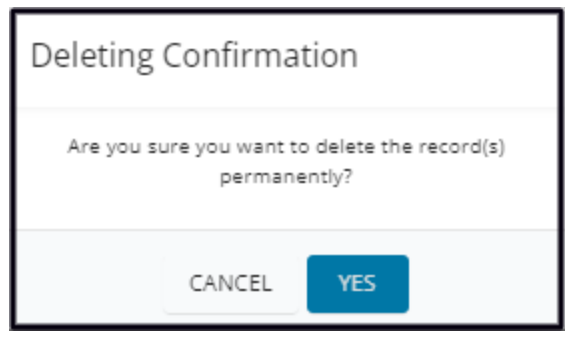 Deleting Confirmation
Are you sure you want to delete the record(s)
permanently?
CANCEL YES